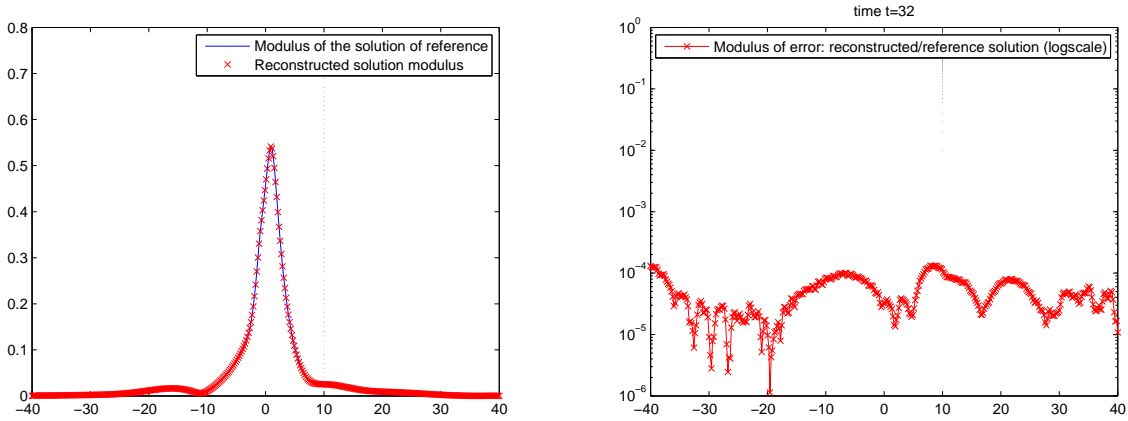 Modulus of the solution of reference
Reconstructed solution modulus
0.8
0.7
0.6
0.5
0.4
0.3
0.2
0.1
0
−40 −30 −20 −10 0 10 20 30 40
time t=32
Modulus of error: reconstructed/reference solution (logscale)
10^0
10^−1
10^−2
10^−3
10^−4
10^−5
10^−6
−40 −30 −20 −10 0 10 20 30 40